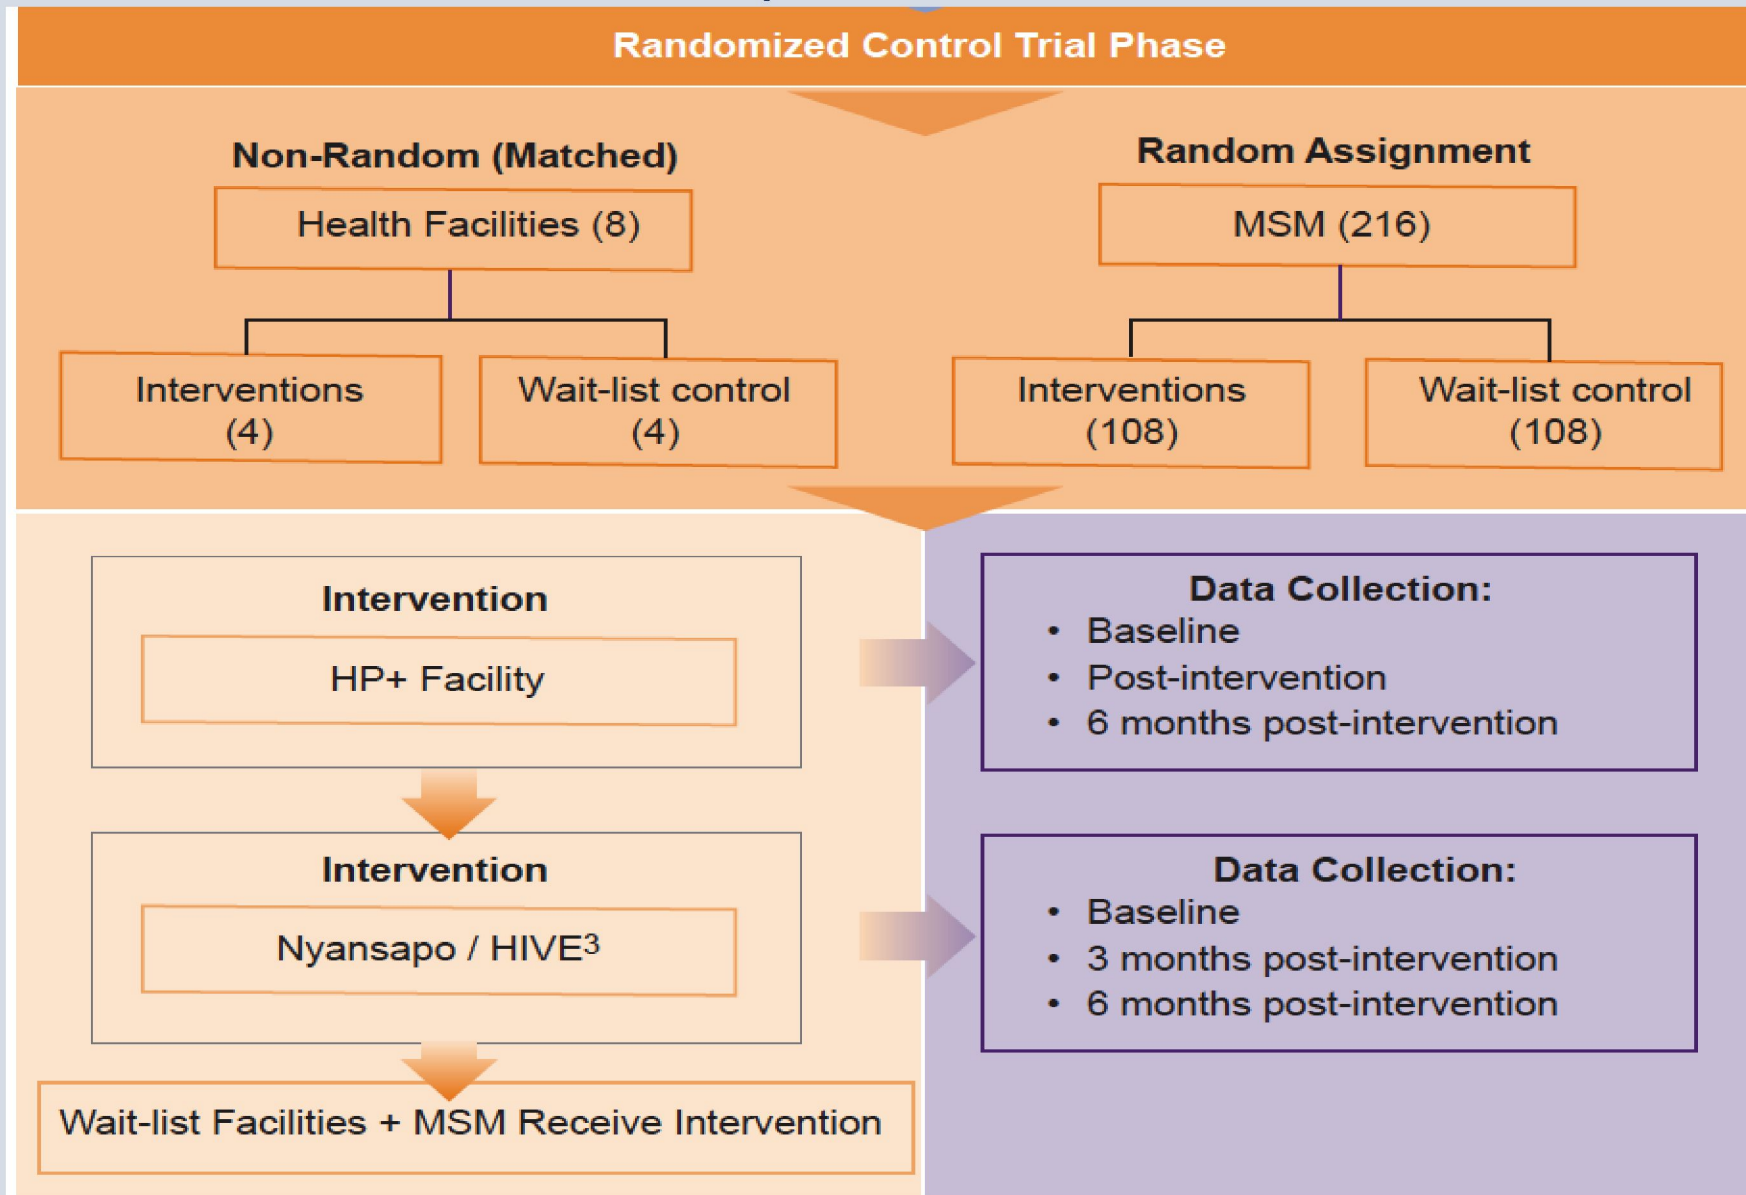 Randomized Control Trial Phase
Non-Random (Matched)
Health Facilities (8)
Interventions
(4)
Wait-list control
(4)
Random Assignment
MSM (216)
Interventions
(108)
Wait-list control
(108)
Intervention
HP+ Facility
Data Collection:
• Baseline
• Post-intervention
• 6 months post-intervention
Intervention
Nyansapo / HIVE³
Data Collection:
• Baseline
• 3 months post-intervention
• 6 months post-intervention
Wait-list Facilities + MSM Receive Intervention